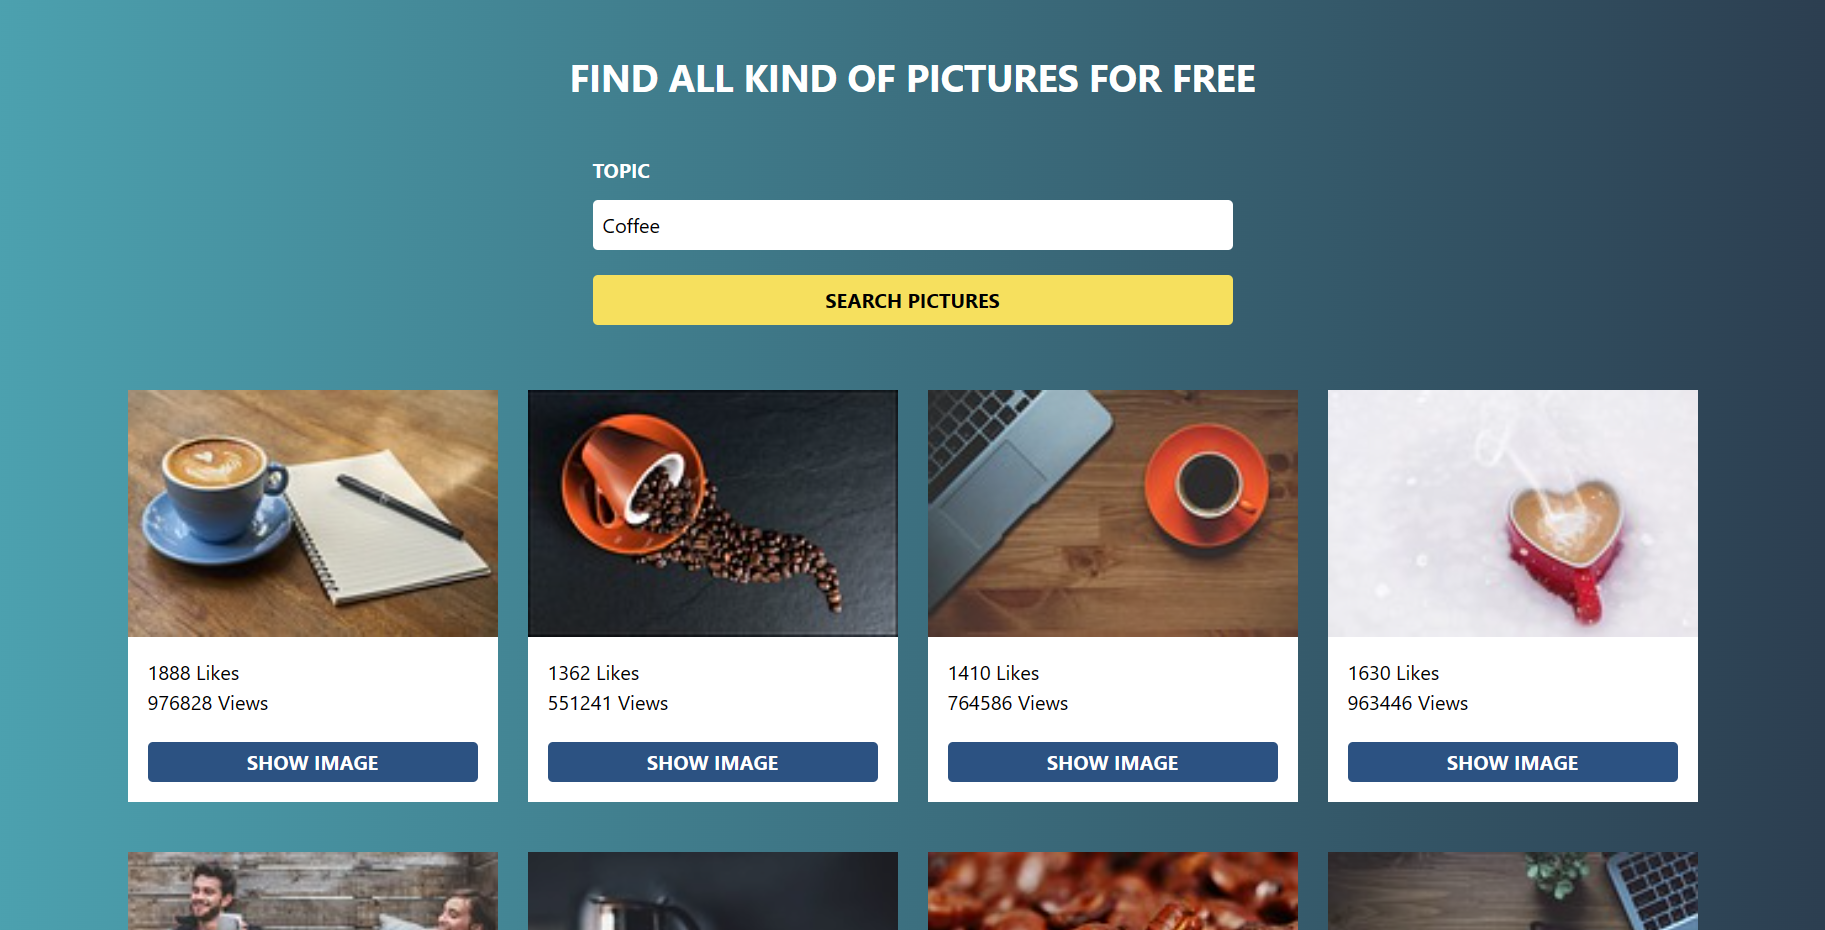 FIND ALL KIND OF PICTURES FOR FREE
TOPIC
Coffee
SEARCH PICTURES
1888 Likes
976828 Views
SHOW IMAGE
1362 Likes
551241 Views
SHOW IMAGE
1410 Likes
764586 Views
SHOW IMAGE
1630 Likes
963446 Views
SHOW IMAGE